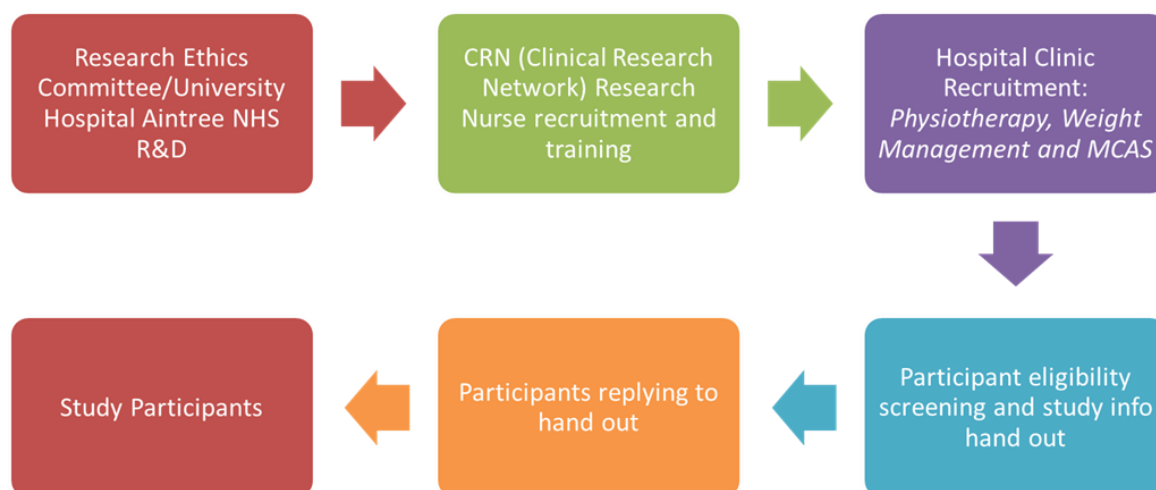 Research Ethics
Committee/University
Hospital Aintree NHS
R&D
CRN (Clinical Research
Network) Research
Nurse recruitment and
training
Hospital Clinic
Recruitment:
Physiotherapy, Weight
Management and MCAS
Participant eligibility
screening and study info
hand out
Participants replying to
hand out
Study Participants